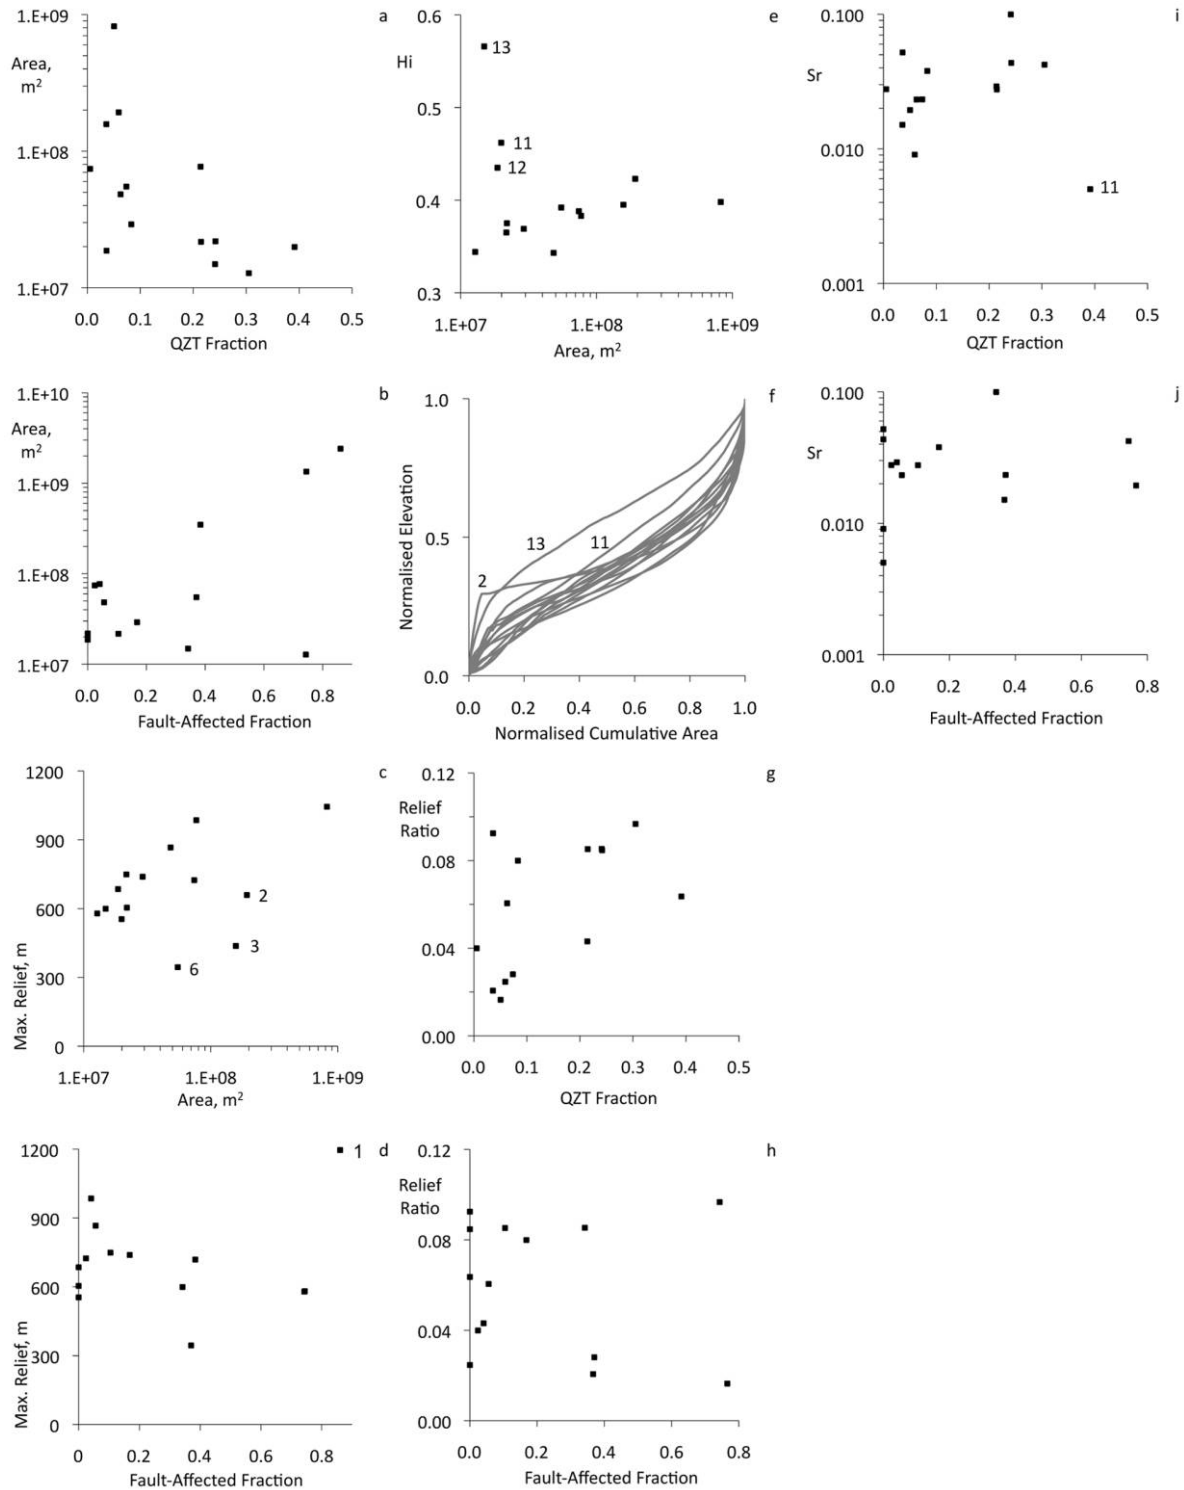 1.E+09
a
Area,
m²
1.E+08
1.E+07
0.0 0.1 0.2 0.3 0.4 0.5
QZT Fraction
0.6
e
Hi
13
0.5
11
12
0.4
0.3
1.E+07 1.E+08 1.E+09
Area, m²
0.100
i
Sr
0.010
11
0.001
0.0 0.1 0.2 0.3 0.4 0.5
QZT Fraction
1.E+10
b
Area,
m²
1.E+09
1.E+08
1.E+07
0.0 0.2 0.4 0.6 0.8
Fault-Affected Fraction
1.0
f
Normalised Elevation
0.5
13 11
2
0.0
0.0 0.2 0.4 0.6 0.8 1.0
Normalised Cumulative Area
0.100
j
Sr
0.010
0.001
0.0 0.2 0.4 0.6 0.8
Fault-Affected Fraction
1200
c
900
600
2
3
6
300
Max. Relief, m
0
1.E+07 1.E+08 1.E+09
Area, m²
0.12
g
Relief
Ratio
0.08
0.04
0.00
0.0 0.1 0.2 0.3 0.4 0.5
QZT Fraction
1200
1 d
900
600
300
Max. Relief, m
0
0 0.2 0.4 0.6 0.8
Fault-Affected Fraction
0.12
h
Relief
Ratio
0.08
0.04
0.00
0.0 0.2 0.4 0.6 0.8
Fault-Affected Fraction